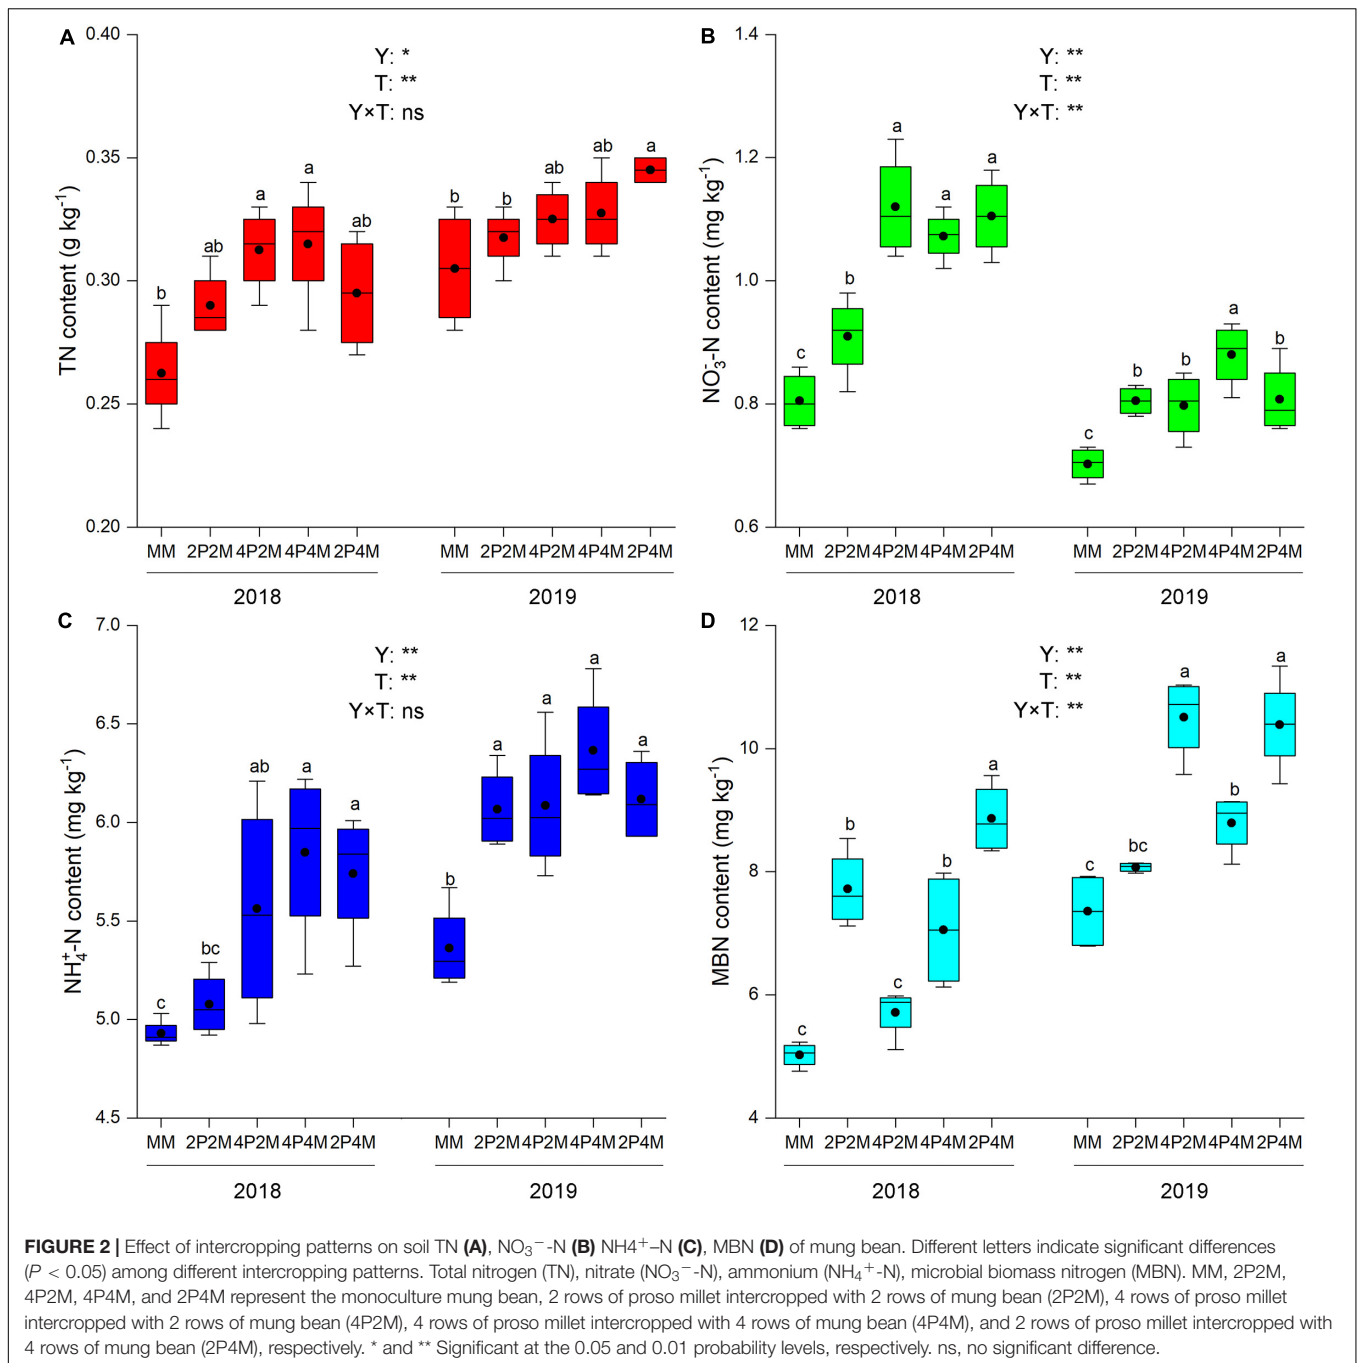 A
0.40
0.35
0.30
0.25
0.20
TN content (g kg⁻¹)
Y: *
T: **
Y×T: ns
b
ab
a
a
ab
b
b
ab
ab
a
MM 2P2M 4P2M 4P4M 2P4M MM 2P2M 4P2M 4P4M 2P4M
2018 2019
B
1.4
1.2
1.0
0.8
0.6
NO₃⁻-N content (mg kg⁻¹)
Y: **
T: **
Y×T: **
c
b
a
a
a
c
b
b
a
b
MM 2P2M 4P2M 4P4M 2P4M MM 2P2M 4P2M 4P4M 2P4M
2018 2019
C
7.0
6.5
6.0
5.5
5.0
4.5
NH₄⁺-N content (mg kg⁻¹)
Y: **
T: **
Y×T: ns
c
bc
ab
a
a
b
a
a
a
a
MM 2P2M 4P2M 4P4M 2P4M MM 2P2M 4P2M 4P4M 2P4M
2018 2019
D
12
10
8
6
4
MBN content (mg kg⁻¹)
Y: **
T: **
Y×T: **
c
b
c
b
a
c
bc
a
b
a
MM 2P2M 4P2M 4P4M 2P4M MM 2P2M 4P2M 4P4M 2P4M
2018 2019
FIGURE 2 | Effect of intercropping patterns on soil TN (A), NO₃⁻-N (B) NH4⁺–N (C), MBN (D) of mung bean. Different letters indicate significant differences
(P < 0.05) among different intercropping patterns. Total nitrogen (TN), nitrate (NO₃⁻-N), ammonium (NH₄⁺-N), microbial biomass nitrogen (MBN). MM, 2P2M,
4P2M, 4P4M, and 2P4M represent the monoculture mung bean, 2 rows of proso millet intercropped with 2 rows of mung bean (2P2M), 4 rows of proso millet
intercropped with 2 rows of mung bean (4P2M), 4 rows of proso millet intercropped with 4 rows of mung bean (4P4M), and 2 rows of proso millet intercropped with
4 rows of mung bean (2P4M), respectively. * and ** Significant at the 0.05 and 0.01 probability levels, respectively. ns, no significant difference.